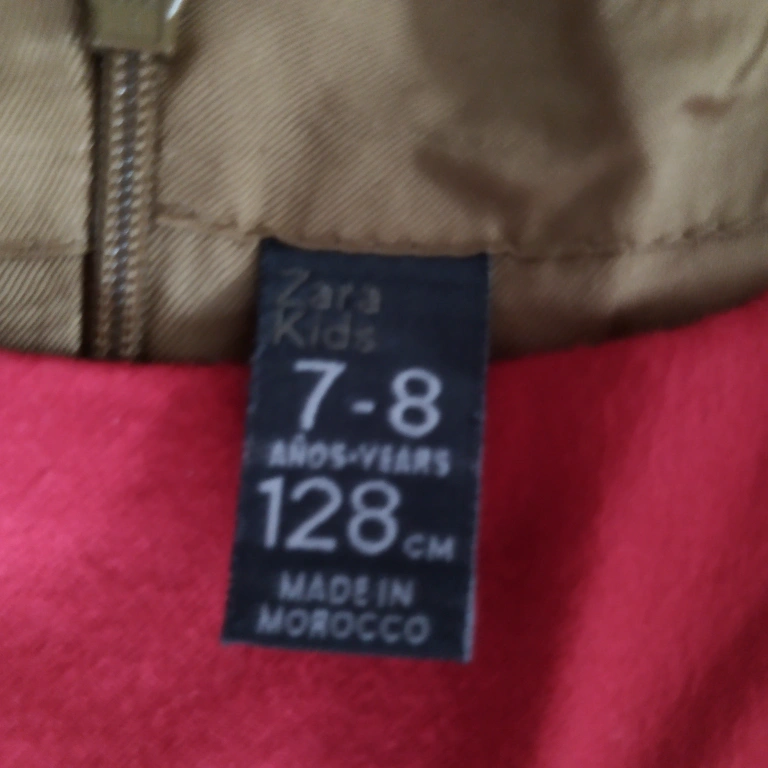 Zara
Kids
7-8
AÑOS-YEARS
128 CM
MADE IN
MOROCCO